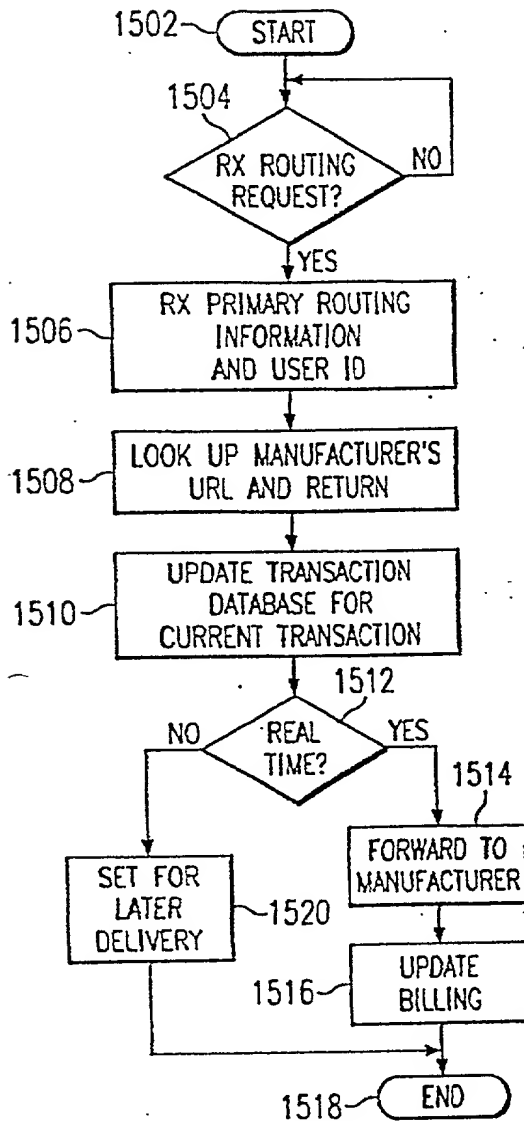 1502
START
1504
RX ROUTING
REQUEST?
NO
YES
1506
RX PRIMARY ROUTING
INFORMATION
AND USER ID
1508
LOOK UP MANUFACTURER'S
URL AND RETURN
1510
UPDATE TRANSACTION
DATABASE FOR
CURRENT TRANSACTION
1512
NO
REAL
TIME?
YES
1514
FORWARD TO
MANUFACTURER
SET FOR
LATER
DELIVERY
1520
1516
UPDATE
BILLING
1518
END